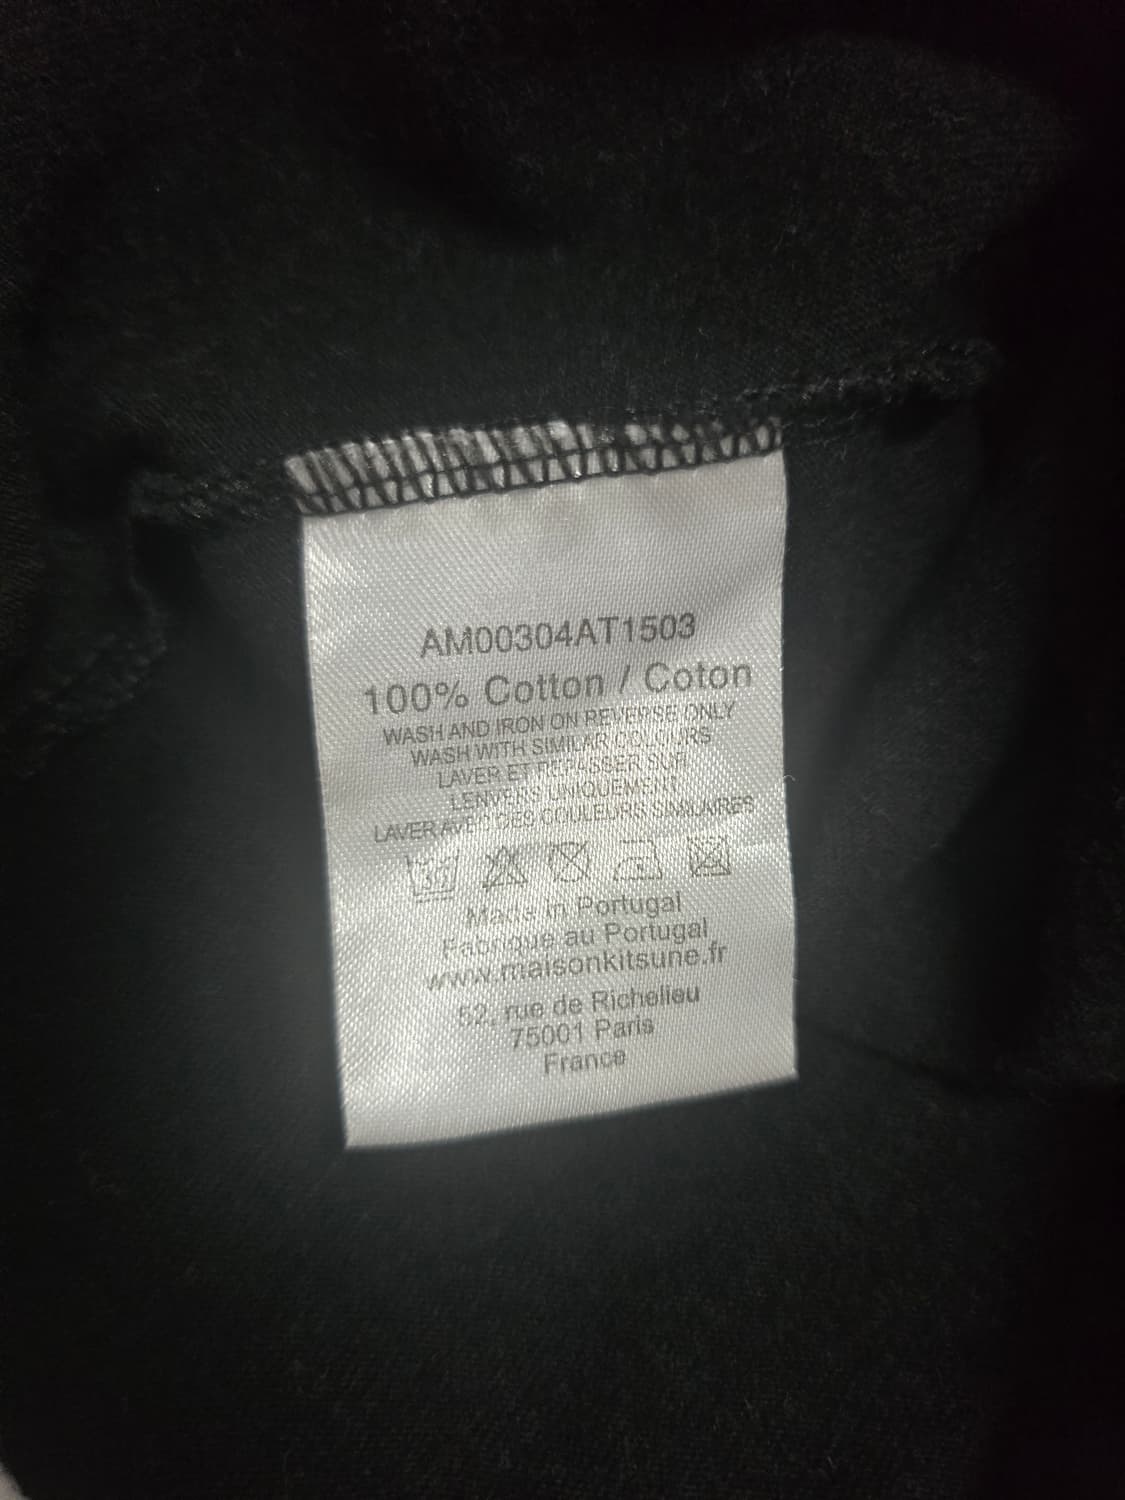 AM00304AT1503
100% Cotton / Coton
WASH AND IRON ON REVERSE ONLY
WASH WITH SIMILAR COLOURS
LAVER ET REPASSER SUR
LENVERS UNIQUEMENT
LAVER AVEC DES COULEURS SIMILAIRES
30
Made in Portugal
Fabrique au Portugal
www.maisonkitsune.fr
52, rue de Richelieu
75001 Paris
France